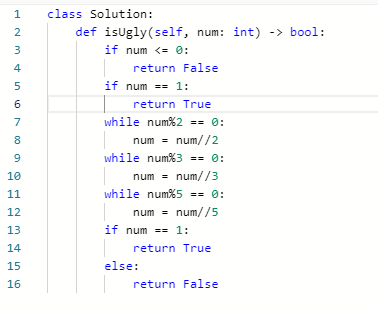 1 class Solution:
2     def isUgly(self, num: int) -> bool:
3         if num <= 0:
4             return False
5         if num == 1:
6             return True
7         while num%2 == 0:
8             num = num//2
9         while num%3 == 0:
10             num = num//3
11         while num%5 == 0:
12             num = num//5
13         if num == 1:
14             return True
15         else:
16             return False